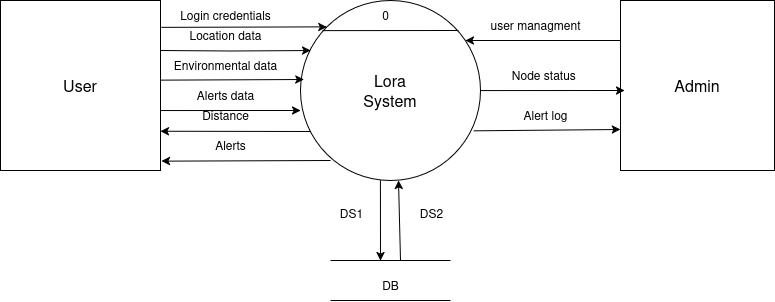 Login credentials
0
Location data
user managment
Environmental data
User
Lora
System
Node status
Admin
Alerts data
Distance
Alert log
Alerts
DS1
DS2
DB